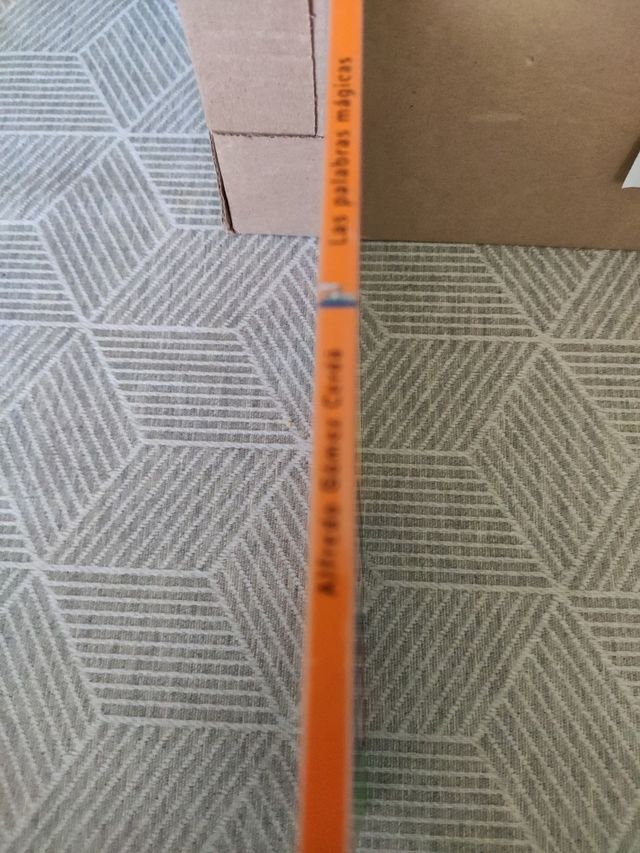 Alfredo Gómez Cerdá
Las palabras mágicas